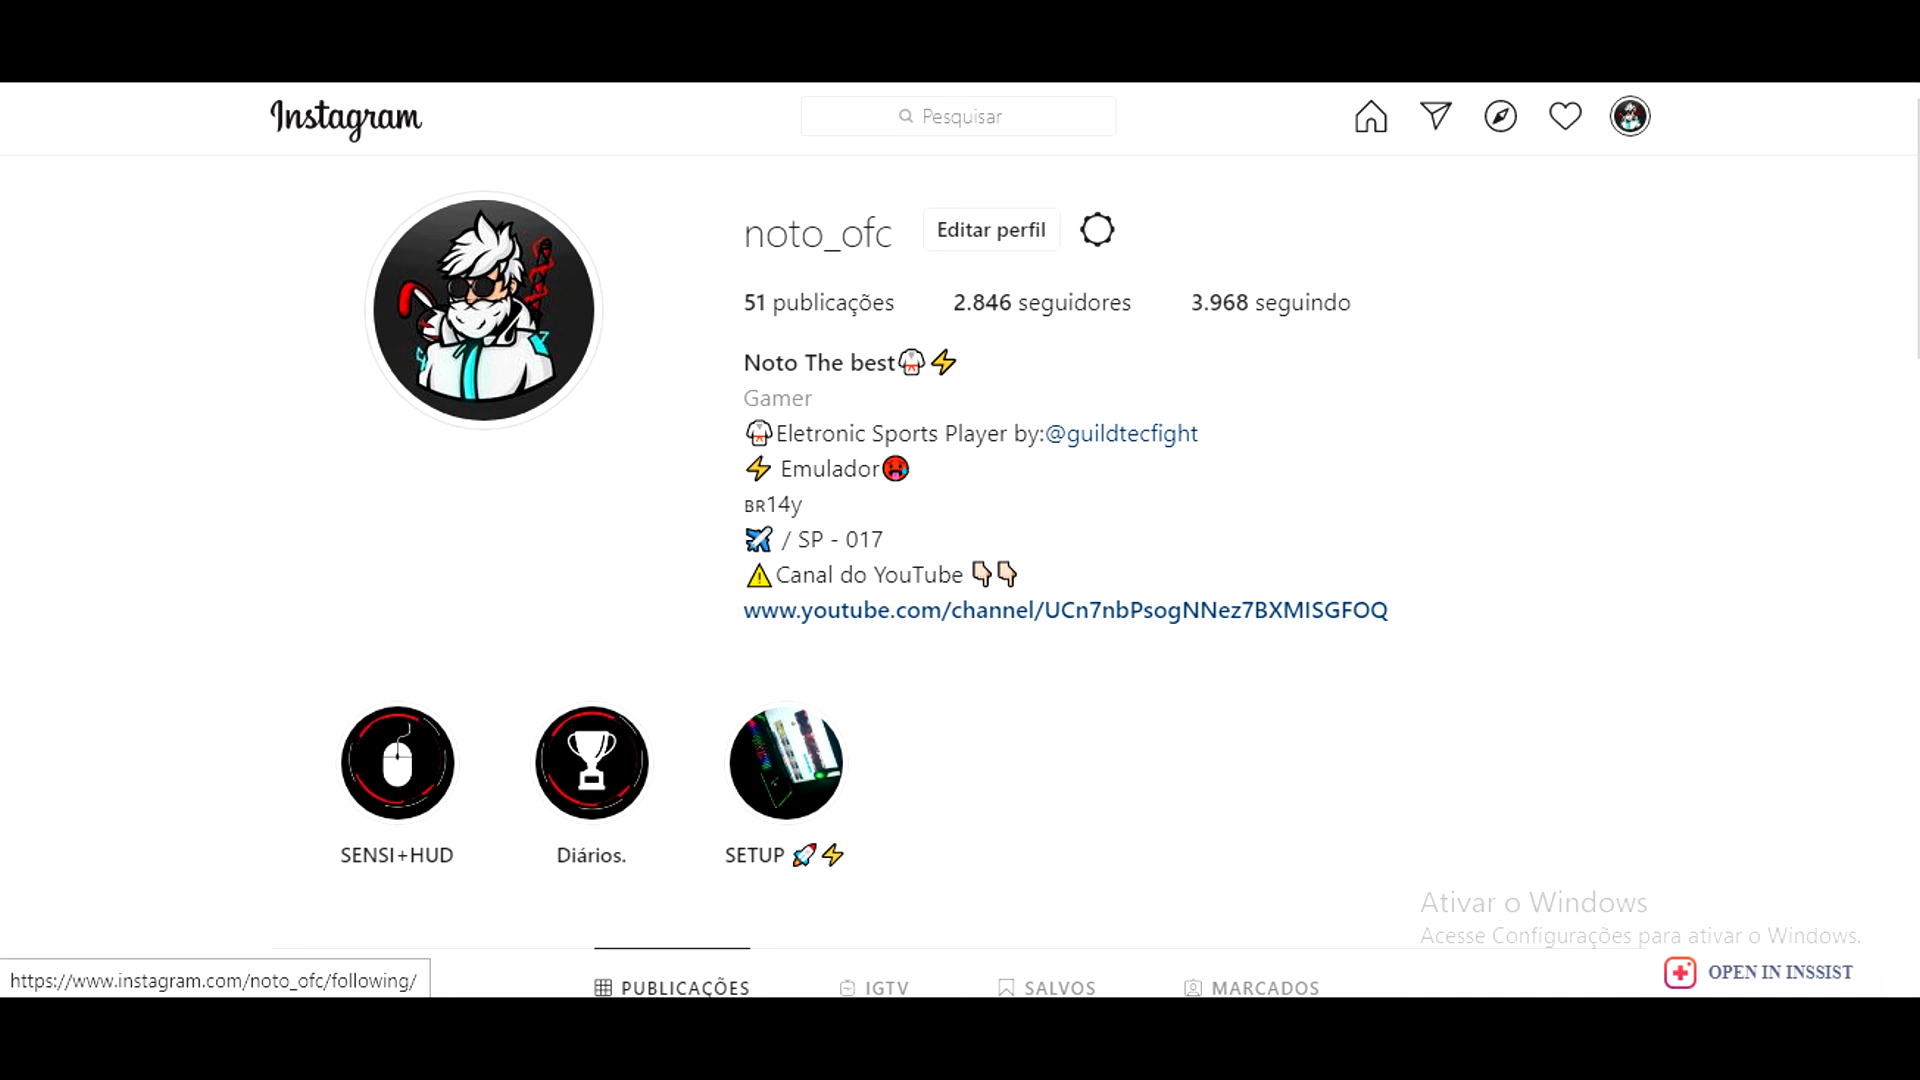 Instagram
Pesquisar
noto_ofc
Editar perfil
51 publicações
2.846 seguidores
3.968 seguindo
Noto The best🥋⚡
Gamer
🥋Eletronic Sports Player by:@guildtecfight
⚡ Emulador🥵
ʙʀ14y
✈️ / SP - 017
⚠️Canal do YouTube 👇🏻👇🏻
www.youtube.com/channel/UCn7nbPsogNNez7BXMISGFOQ
SENSI+HUD
Diários.
SETUP 🚀⚡
Ativar o Windows
Acesse Configurações para ativar o Windows.
OPEN IN INSSIST
https://www.instagram.com/noto_ofc/following/
PUBLICAÇÕES
IGTV
SALVOS
MARCADOS